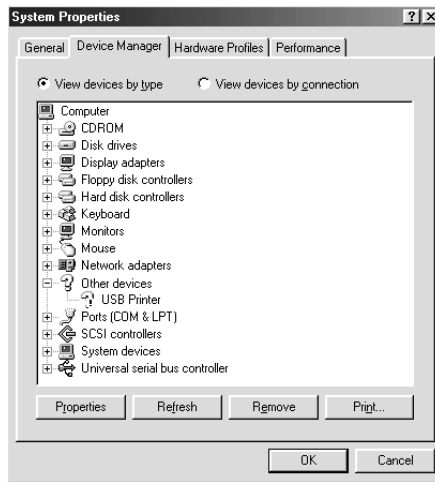 System Properties
General Device Manager Hardware Profiles Performance
View devices by type View devices by connection
Computer
CDROM
Disk drives
Display adapters
Floppy disk controllers
Hard disk controllers
Keyboard
Monitors
Mouse
Network adapters
Other devices
USB Printer
Ports (COM & LPT)
SCSI controllers
System devices
Universal serial bus controller
Properties Refresh Remove Print...
OK Cancel